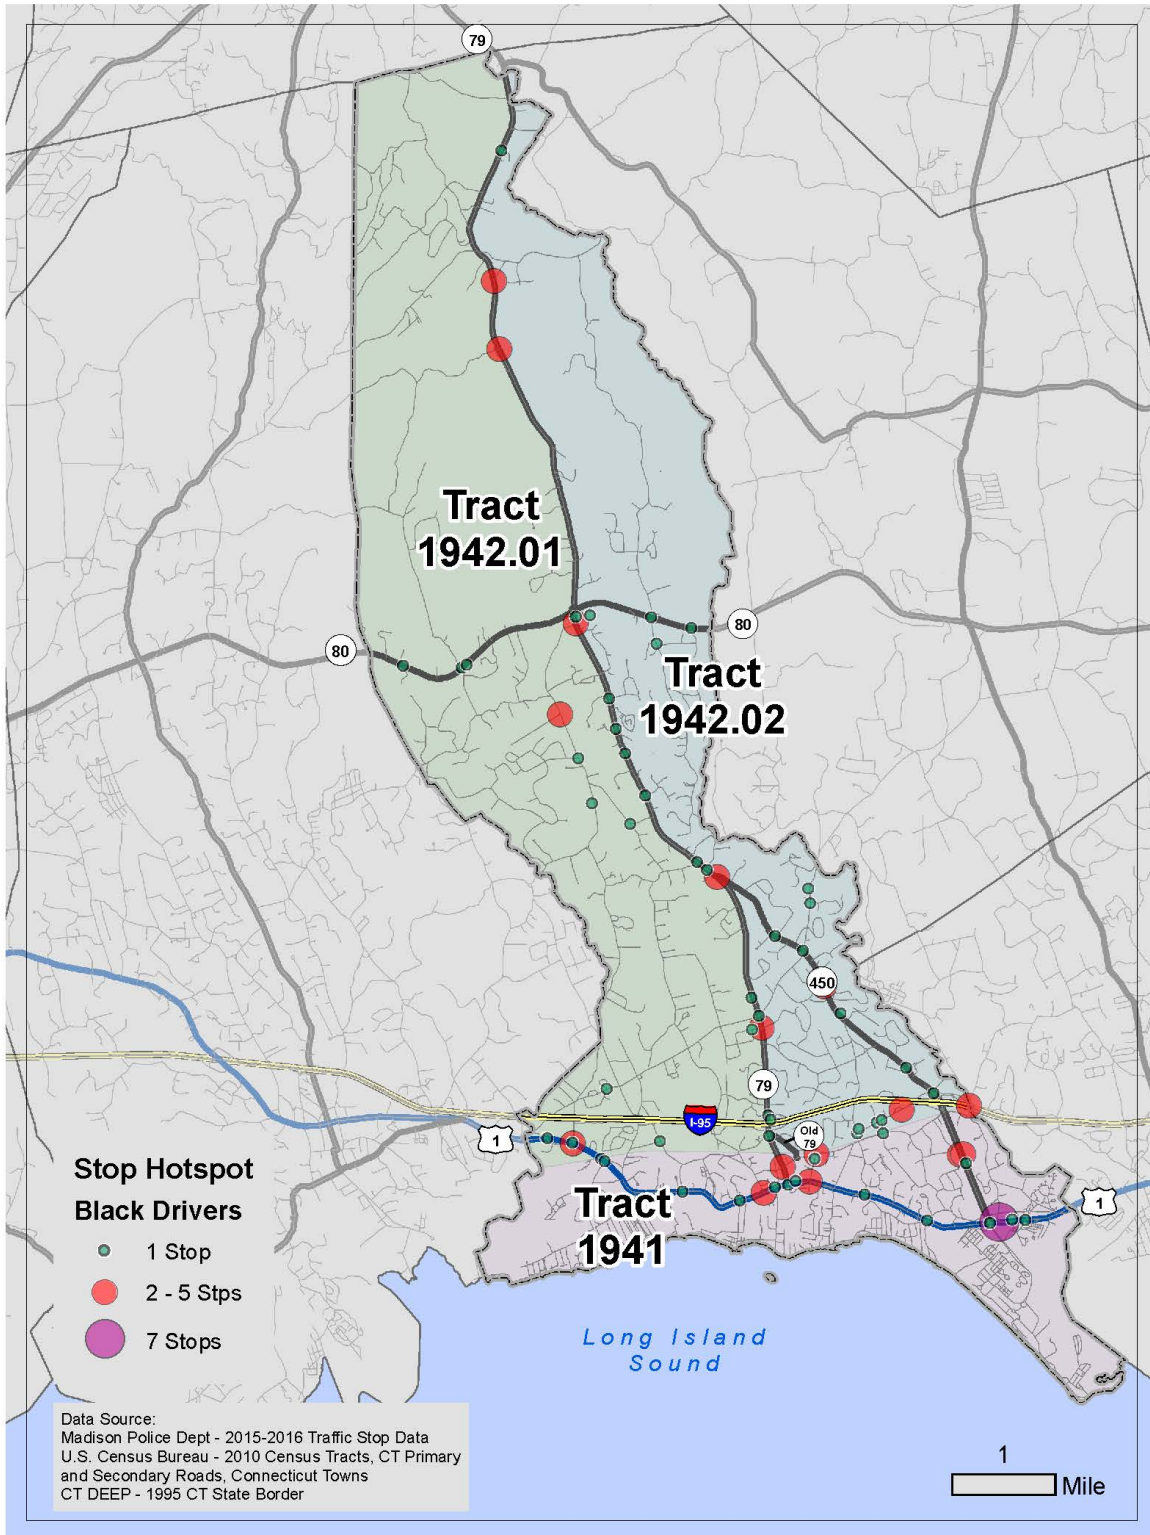 79
Tract
1942.01
80
80
Tract
1942.02
450
79
I-95
Old
79
1
1
Tract
1941
Stop Hotspot
Black Drivers
1 Stop
2 - 5 Stps
7 Stops
Long Island
Sound
Data Source:
Madison Police Dept - 2015-2016 Traffic Stop Data
U.S. Census Bureau - 2010 Census Tracts, CT Primary
and Secondary Roads, Connecticut Towns
CT DEEP - 1995 CT State Border
1
Mile